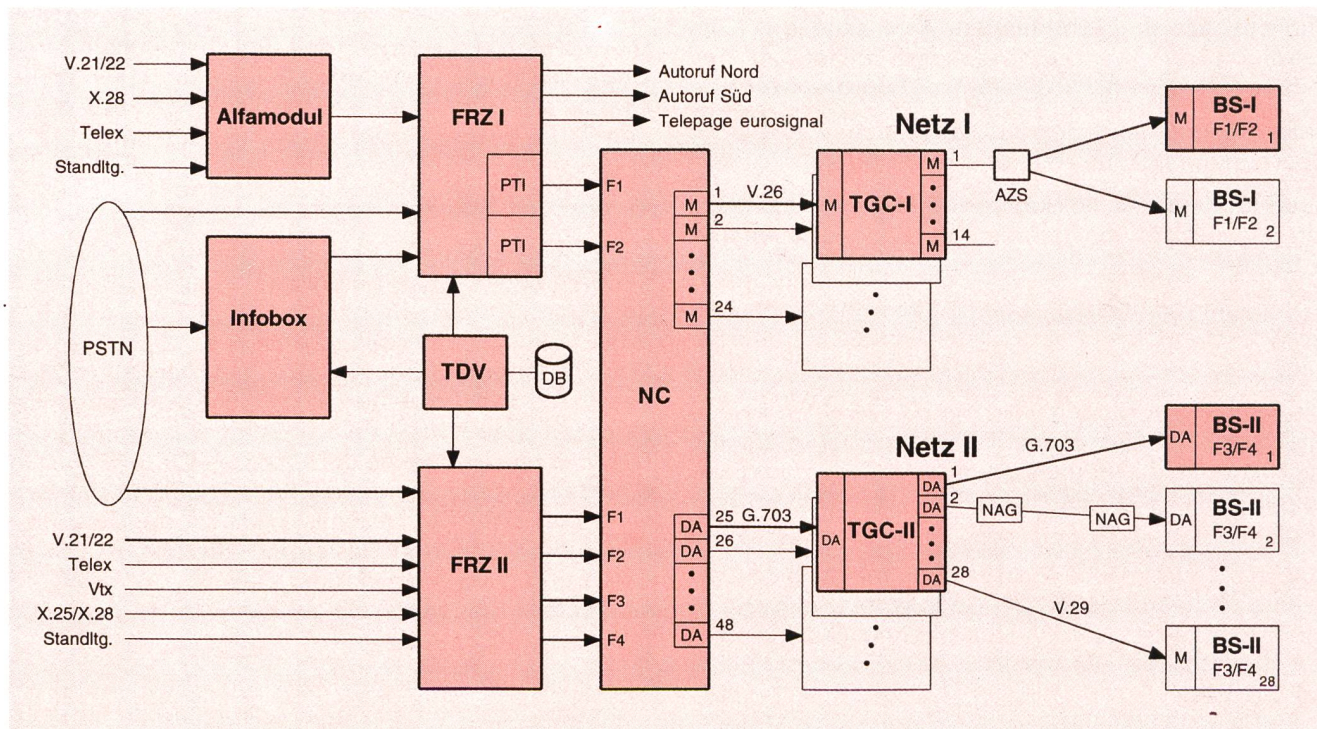 V.21/22
X.28
Telex
Standltg.
Alfamodul
FRZ I
PTI
PTI
Autoruf Nord
Autoruf Süd
Telepage eurosignal
PSTN
Infobox
TDV
DB
V.21/22
Telex
Vtx
X.25/X.28
Standltg.
FRZ II
F1
F2
F1
F2
F3
F4
NC
M
1
M
2
M
24
DA
25
DA
26
DA
48
V.26
G.703
Netz I
M
TGC-I
M
1
M
14
AZS
M
BS-I
F1/F2
1
M
BS-I
F1/F2
2
Netz II
DA
TGC-II
DA
1
DA
2
DA
28
G.703
NAG
NAG
V.29
DA
BS-II
F3/F4
1
DA
BS-II
F3/F4
2
M
BS-II
F3/F4
28